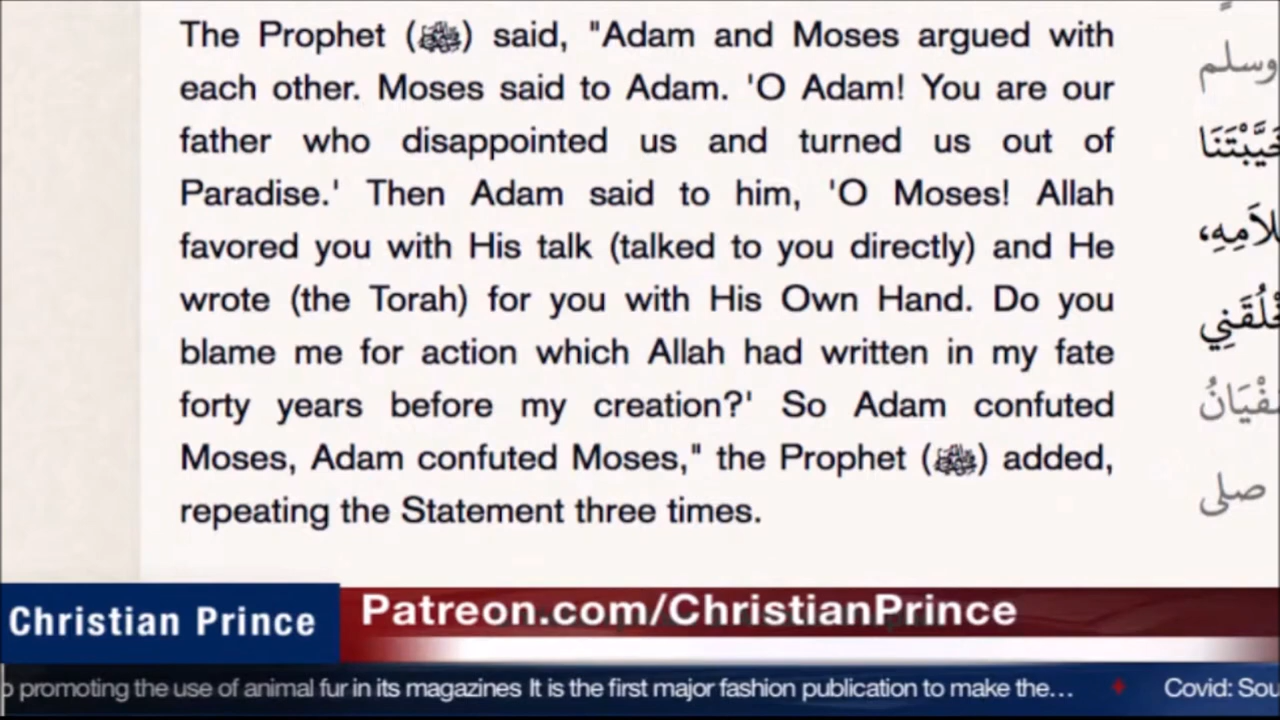 The Prophet (ﷺ) said, "Adam and Moses argued with
each other. Moses said to Adam. 'O Adam! You are our
father who disappointed us and turned us out of
Paradise.' Then Adam said to him, 'O Moses! Allah
favored you with His talk (talked to you directly) and He
wrote (the Torah) for you with His Own Hand. Do you
blame me for action which Allah had written in my fate
forty years before my creation?' So Adam confuted
Moses, Adam confuted Moses," the Prophet (ﷺ) added,
repeating the Statement three times.
وسلم
صلى
Christian Prince
Patreon.com/ChristianPrince
promoting the use of animal fur in its magazines It is the first major fashion publication to make the...
Covid: